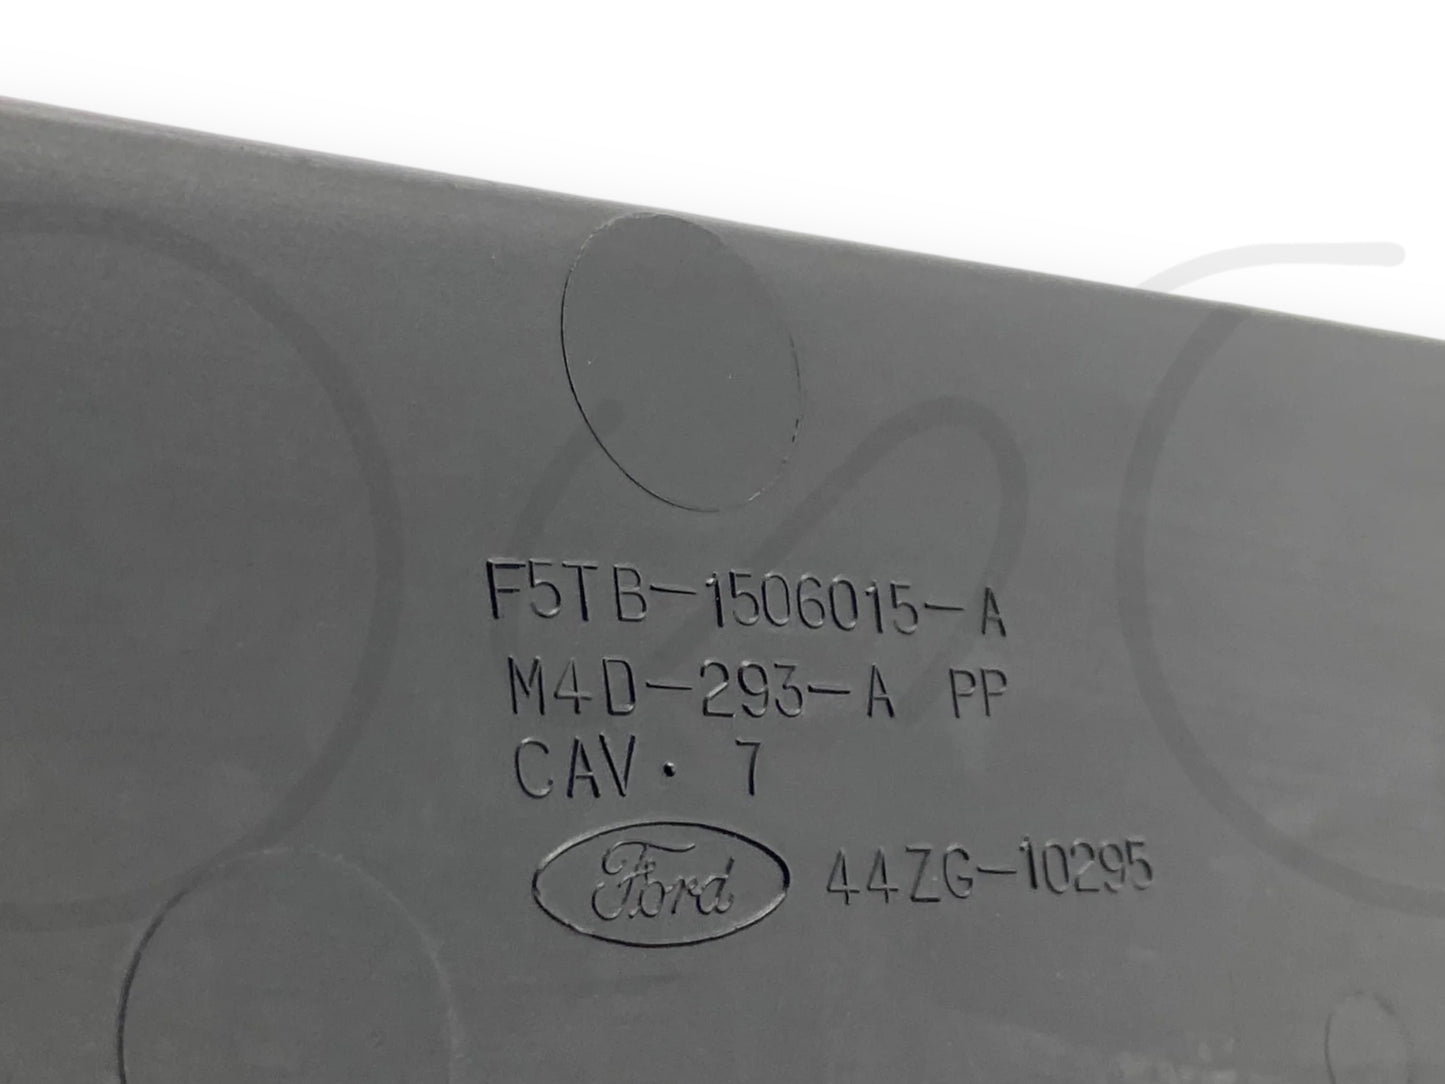 F5TB-1506015-A
M4D-293-A PP
CAV. 7
Ford 44ZG-10295